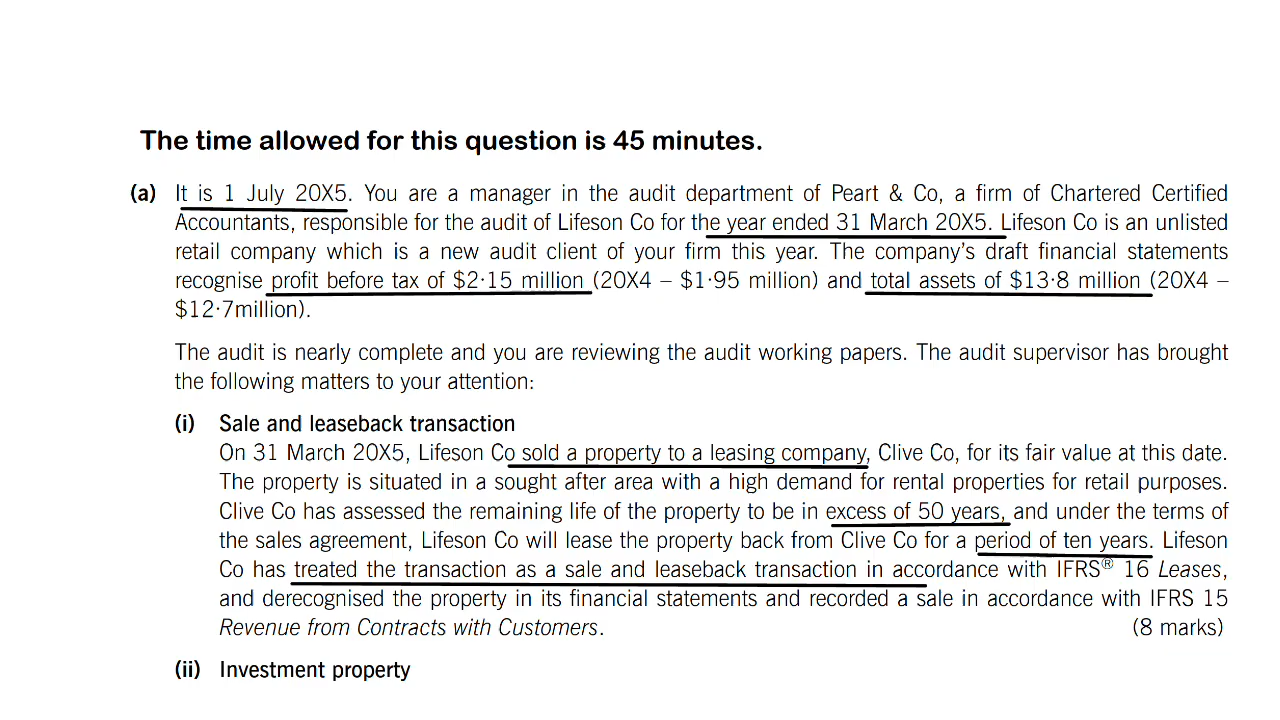 The time allowed for this question is 45 minutes.
(a) It is 1 July 20X5. You are a manager in the audit department of Peart & Co, a firm of Chartered Certified
Accountants, responsible for the audit of Lifeson Co for the year ended 31 March 20X5. Lifeson Co is an unlisted
retail company which is a new audit client of your firm this year. The company’s draft financial statements
recognise profit before tax of $2·15 million (20X4 – $1·95 million) and total assets of $13·8 million (20X4 –
$12·7million).
The audit is nearly complete and you are reviewing the audit working papers. The audit supervisor has brought
the following matters to your attention:
(i) Sale and leaseback transaction
On 31 March 20X5, Lifeson Co sold a property to a leasing company, Clive Co, for its fair value at this date.
The property is situated in a sought after area with a high demand for rental properties for retail purposes.
Clive Co has assessed the remaining life of the property to be in excess of 50 years, and under the terms of
the sales agreement, Lifeson Co will lease the property back from Clive Co for a period of ten years. Lifeson
Co has treated the transaction as a sale and leaseback transaction in accordance with IFRS® 16 Leases,
and derecognised the property in its financial statements and recorded a sale in accordance with IFRS 15
Revenue from Contracts with Customers. (8 marks)
(ii) Investment property